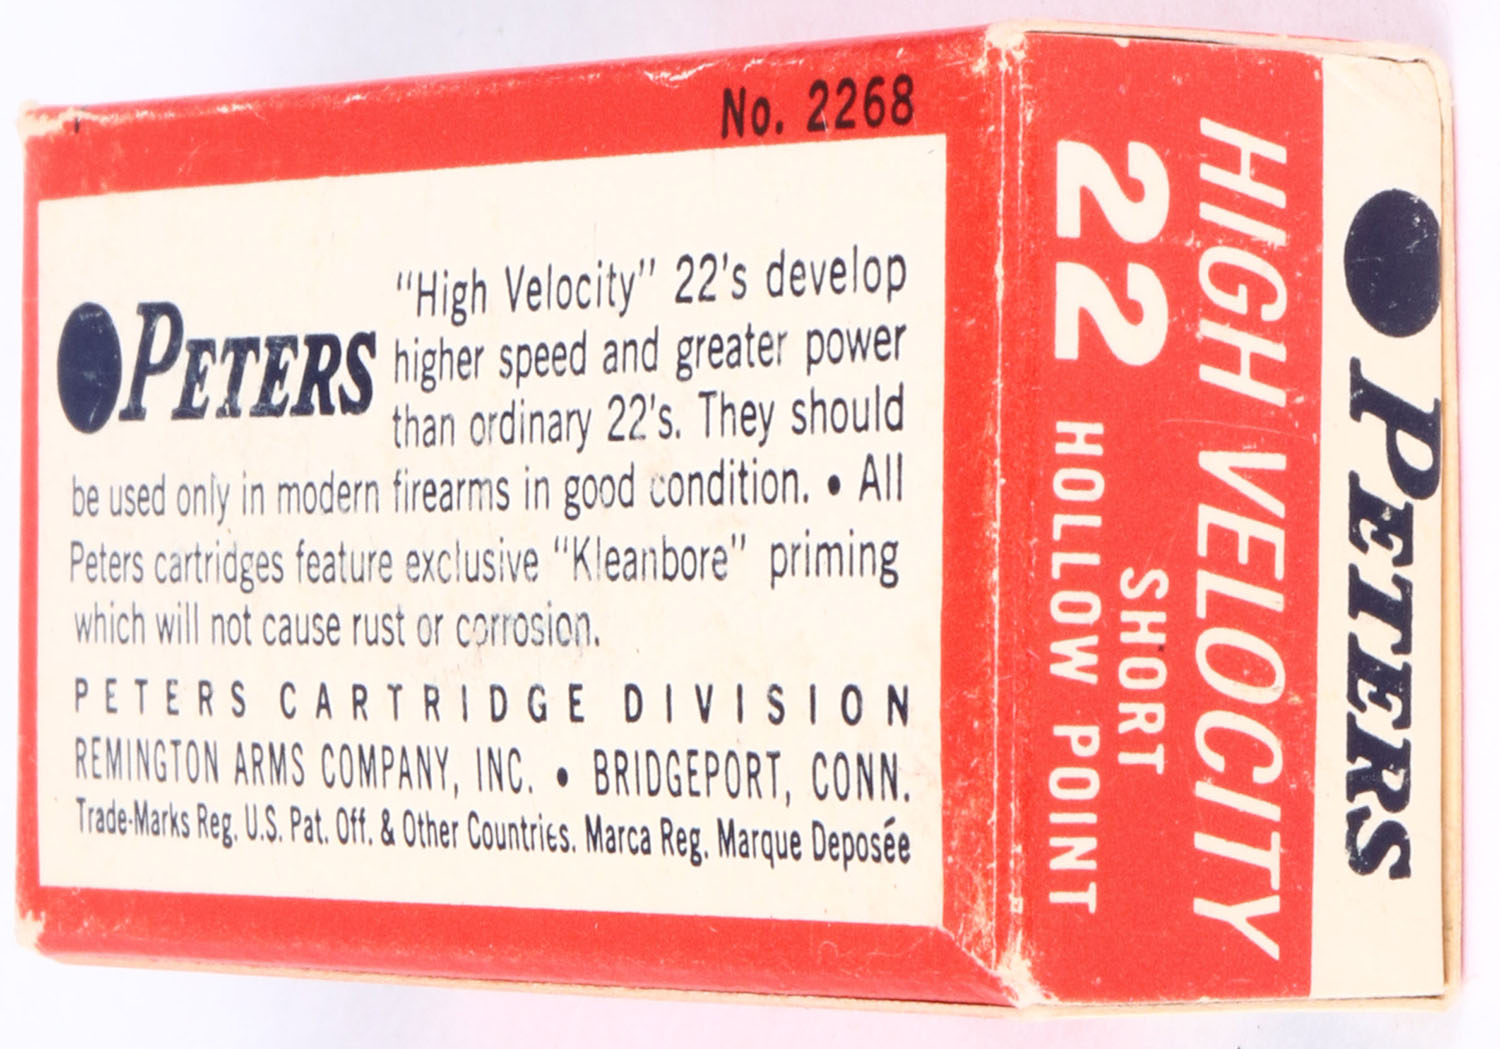 No. 2268
PETERS
"High Velocity" 22's develop
higher speed and greater power
than ordinary 22's. They should
be used only in modern firearms in good condition. • All
Peters cartridges feature exclusive "Kleanbore" priming
which will not cause rust or corrosion.
PETERS CARTRIDGE DIVISION
REMINGTON ARMS COMPANY, INC. • BRIDGEPORT, CONN.
Trade-Marks Reg. U.S. Pat. Off. & Other Countries. Marca Reg. Marque Deposée
PETERS
HIGH VELOCITY
22 SHORT
HOLLOW POINT